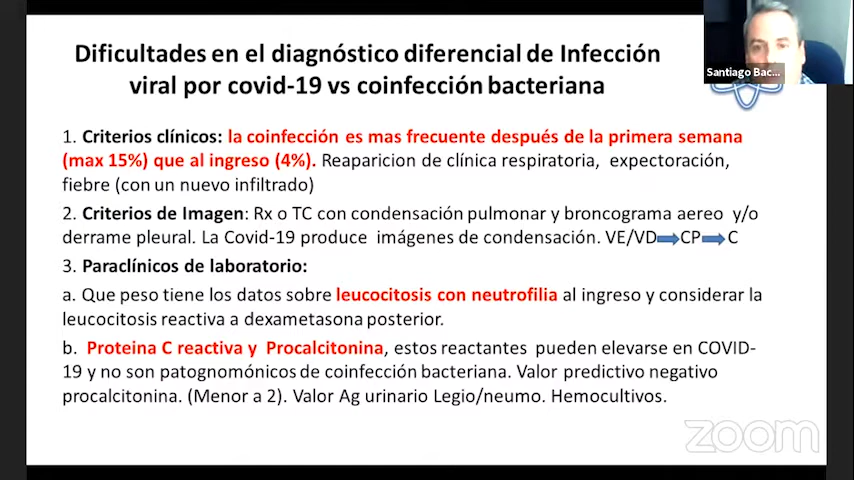 Dificultades en el diagnóstico diferencial de Infección
viral por covid-19 vs coinfección bacteriana
Santiago Bac...
1. Criterios clínicos: la coinfección es mas frecuente después de la primera semana
(max 15%) que al ingreso (4%). Reaparicion de clínica respiratoria, expectoración,
fiebre (con un nuevo infiltrado)
2. Criterios de Imagen: Rx o TC con condensación pulmonar y broncograma aereo y/o
derrame pleural. La Covid-19 produce imágenes de condensación. VE/VD CP C
3. Paraclínicos de laboratorio:
a. Que peso tiene los datos sobre leucocitosis con neutrofilia al ingreso y considerar la
leucocitosis reactiva a dexametasona posterior.
b. Proteina C reactiva y Procalcitonina, estos reactantes pueden elevarse en COVID-
19 y no son patognomónicos de coinfección bacteriana. Valor predictivo negativo
procalcitonina. (Menor a 2). Valor Ag urinario Legio/neumo. Hemocultivos.
zoom